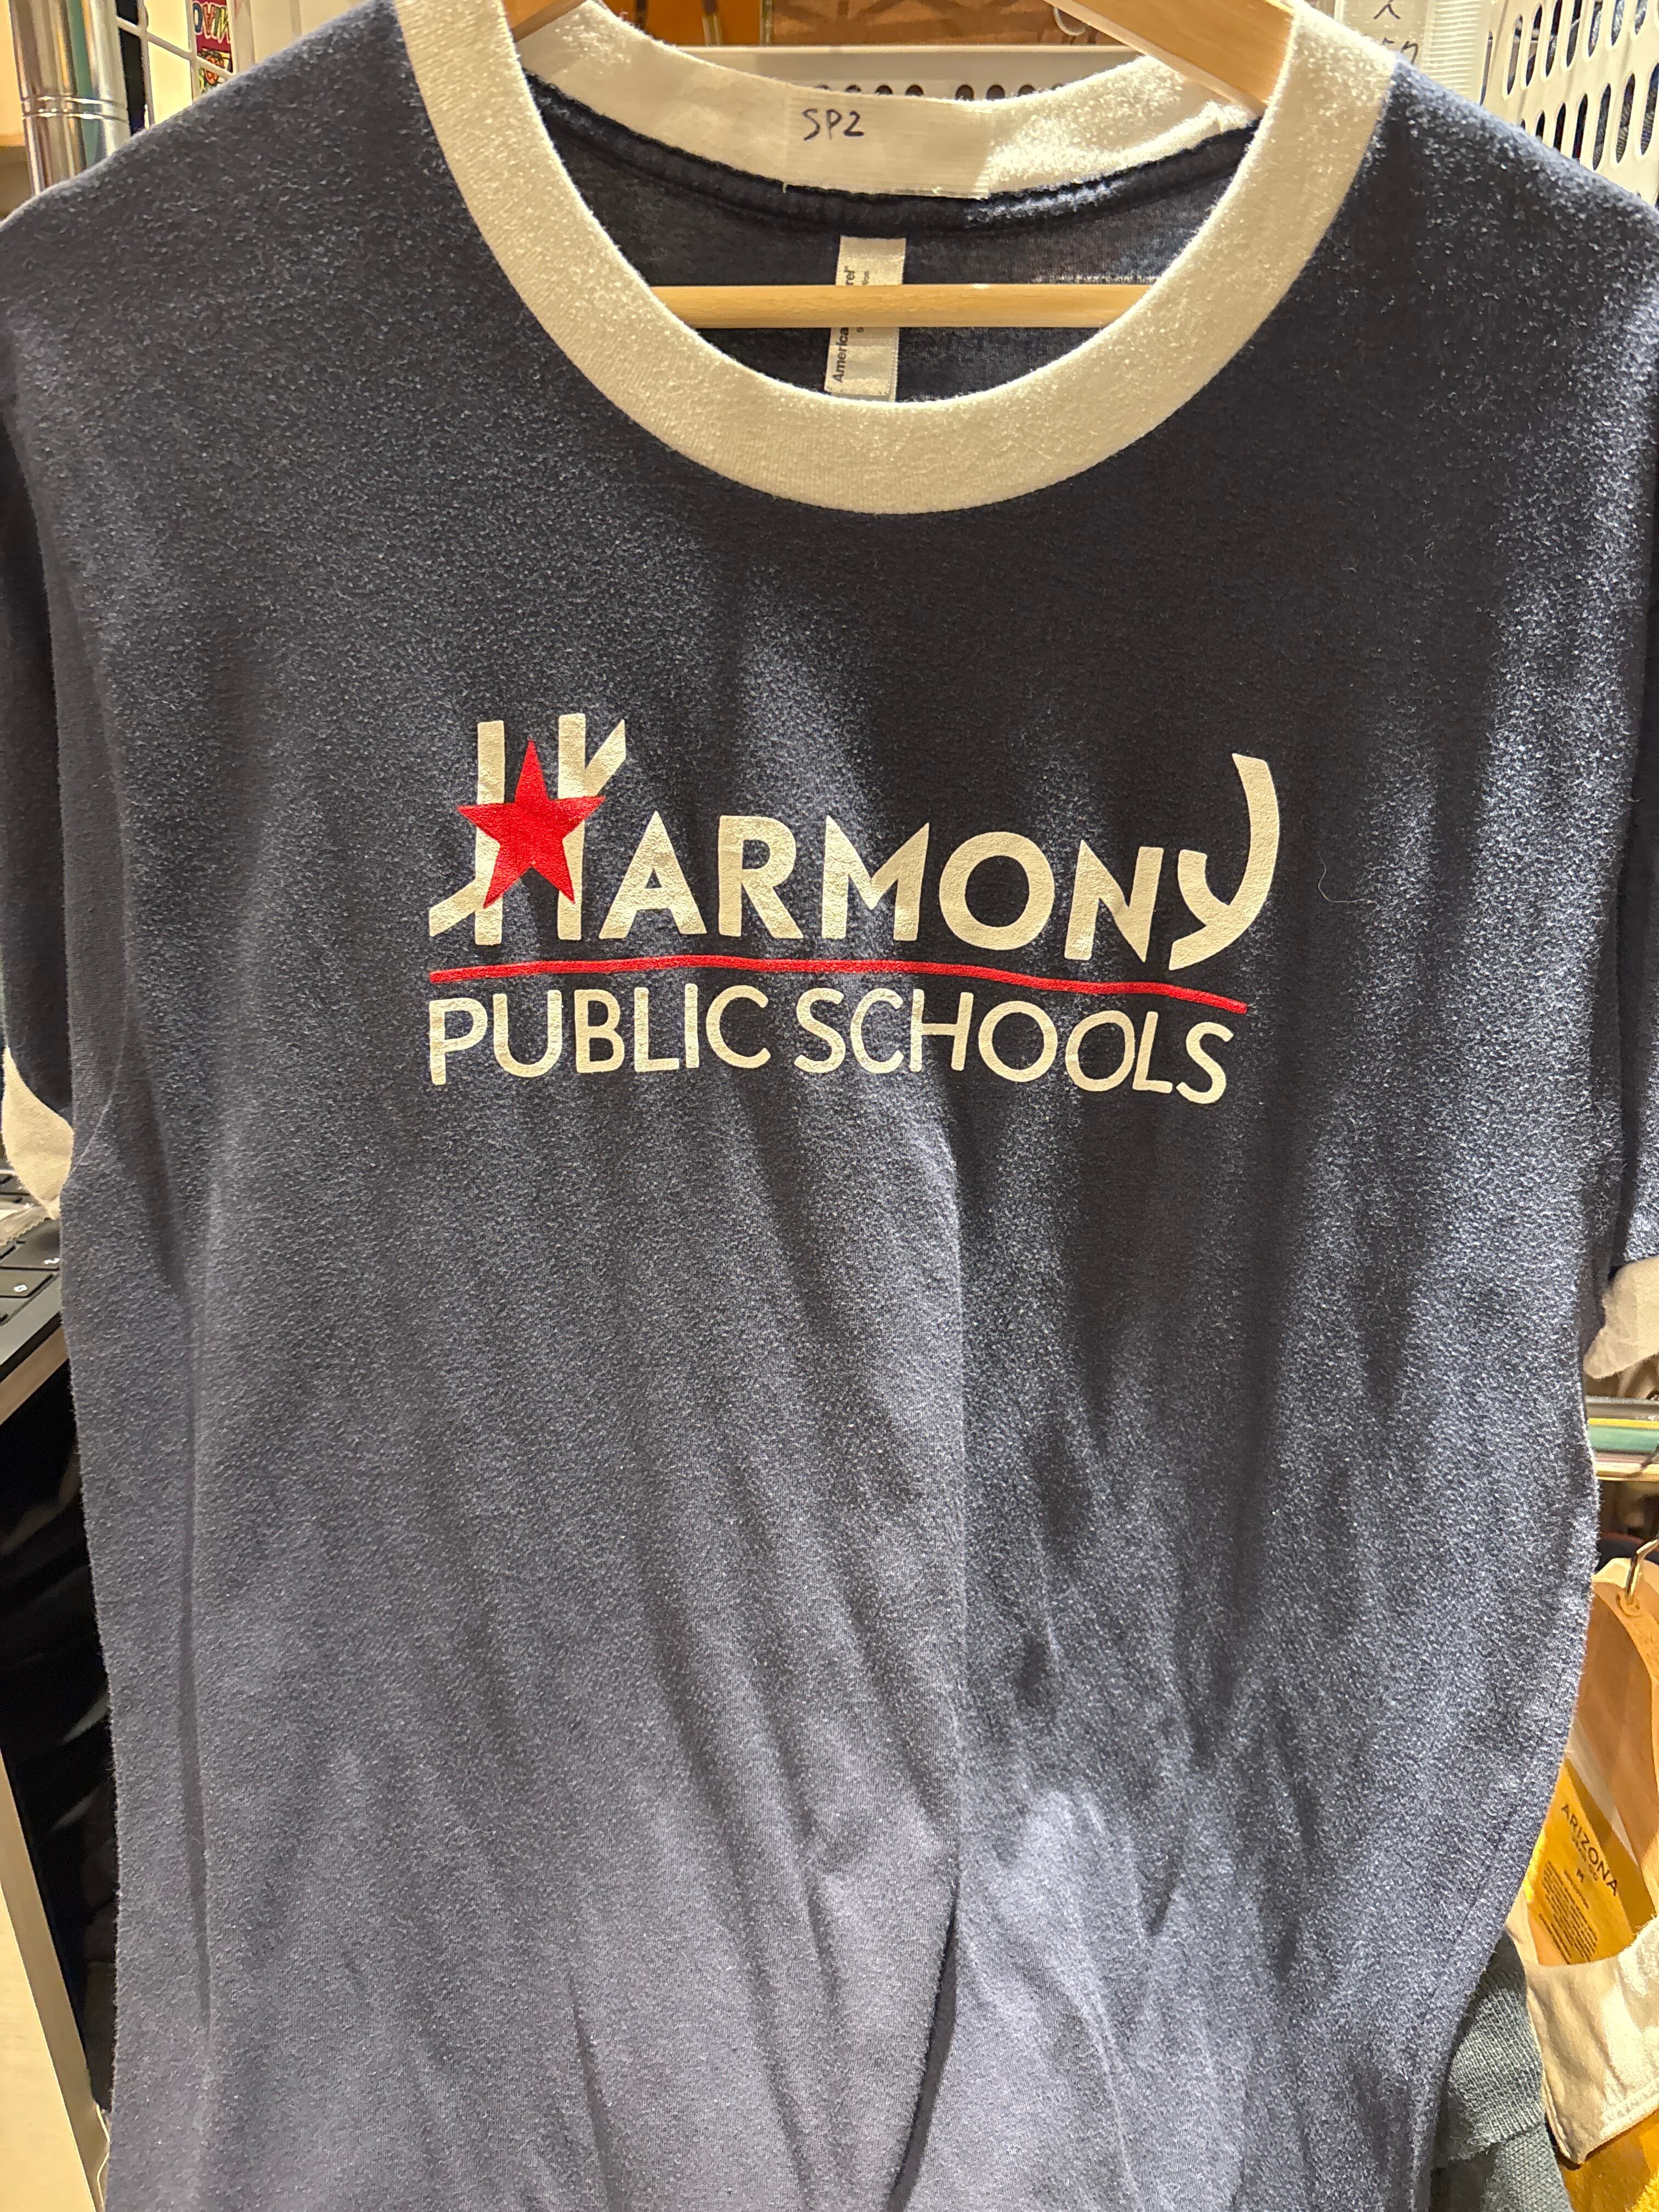 SP2
HARMONY
PUBLIC SCHOOLS
ARIZONA
M